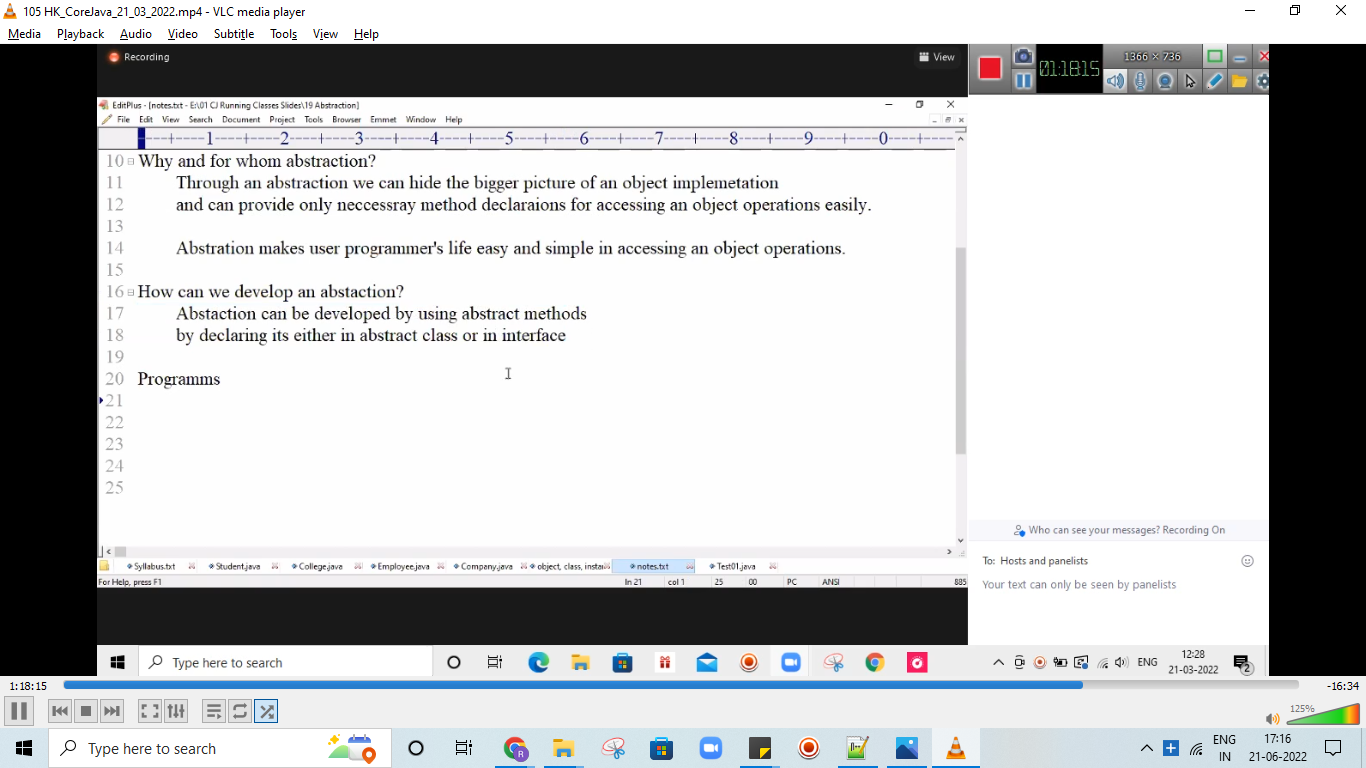 105 HK_CoreJava_21_03_2022.mp4 - VLC media player
Media Playback Audio Video Subtitle Tools View Help
Recording
View
1366 × 736
01:18:15
EditPlus - [notes.txt - E:\01 CJ Running Classes Slides\19 Abstraction]
File Edit View Search Document Project Tools Browser Emmet Window Help
----+----1----+----2----+----3----+----4----+----5----+----6----+----7----+----8----+----9----+----0----+----
10 Why and for whom abstraction?
11 Through an abstraction we can hide the bigger picture of an object implemetation
12 and can provide only neccessray method declaraions for accessing an object operations easily.
13
14 Abstration makes user programmer's life easy and simple in accessing an object operations.
15
16 How can we develop an abstaction?
17 Abstaction can be developed by using abstract methods
18 by declaring its either in abstract class or in interface
19
20 Programms
21
22
23
24
25
Who can see your messages? Recording On
To: Hosts and panelists
Your text can only be seen by panelists
Syllabus.txt Student.java College.java Employee.java Company.java object, class, instai notes.txt Test01.java
For Help, press F1 ln 21 col 1 25 00 PC ANSI 885
Type here to search
ENG
12:28
21-03-2022
2
1:18:15
-16:34
125%
Type here to search
ENG
IN
17:16
21-06-2022